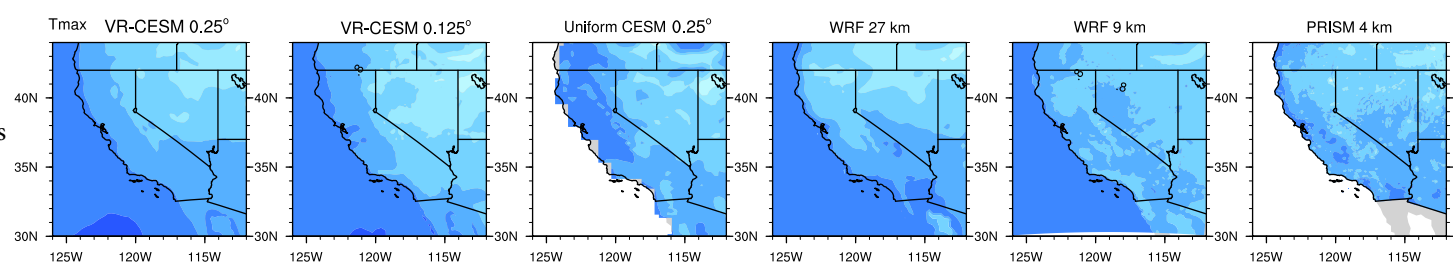 Tmax VR-CESM 0.25° VR-CESM 0.125° Uniform CESM 0.25° WRF 27 km WRF 9 km PRISM 4 km
40N 40N 40N 40N 40N 40N
s
35N 35N 35N 35N 35N 35N
30N 30N 30N 30N 30N 30N
125W 120W 115W 125W 120W 115W 125W 120W 115W 125W 120W 115W 125W 120W 115W 125W 120W 115W